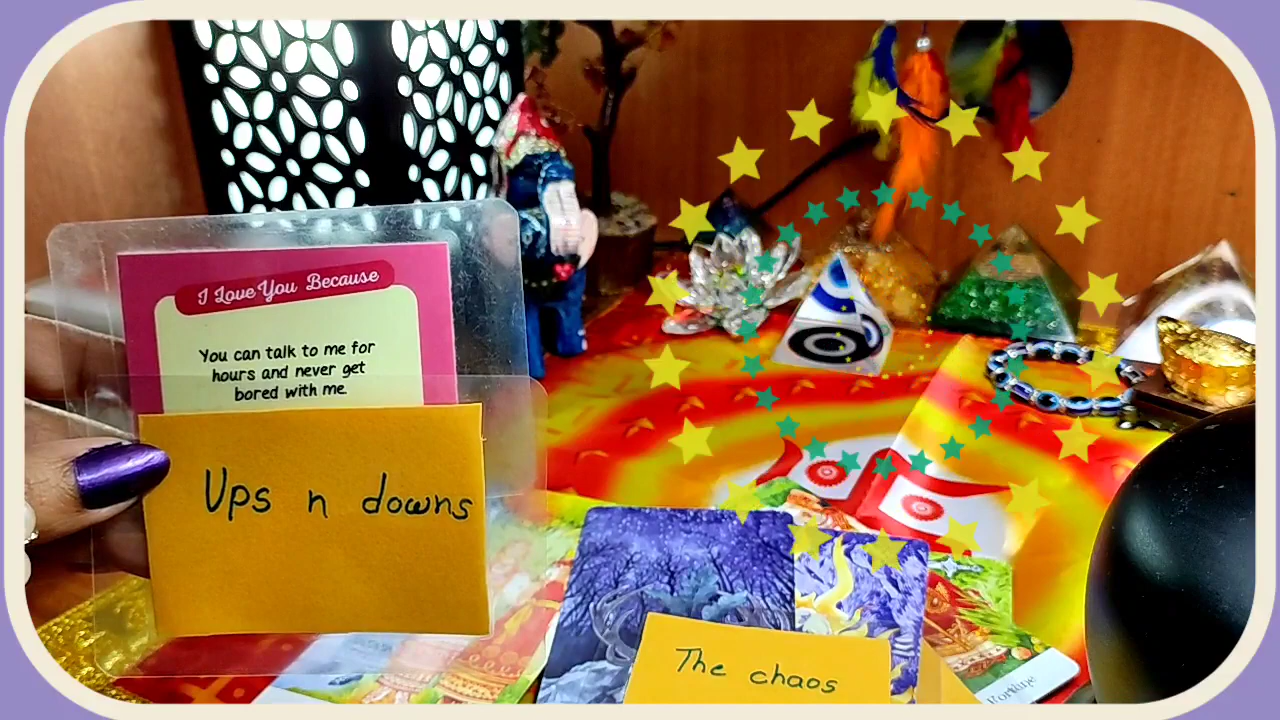 I Love You Because
You can talk to me for
hours and never get
bored with me.
Ups n downs
The chaos
Fortune